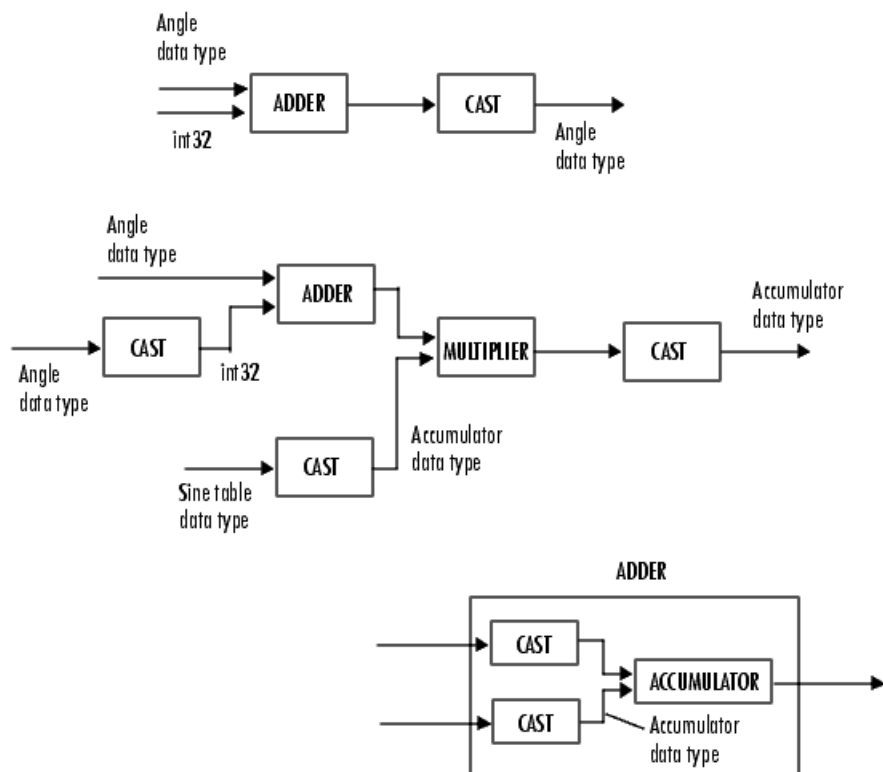 Angle
data type
ADDER
CAST
int32
Angle
data type
Angle
data type
ADDER
Accumulator
data type
CAST
int32
MULTIPLIER
CAST
Angle
data type
Accumulator
data type
CAST
Sine table
data type
ADDER
CAST
ACCUMULATOR
CAST
Accumulator
data type